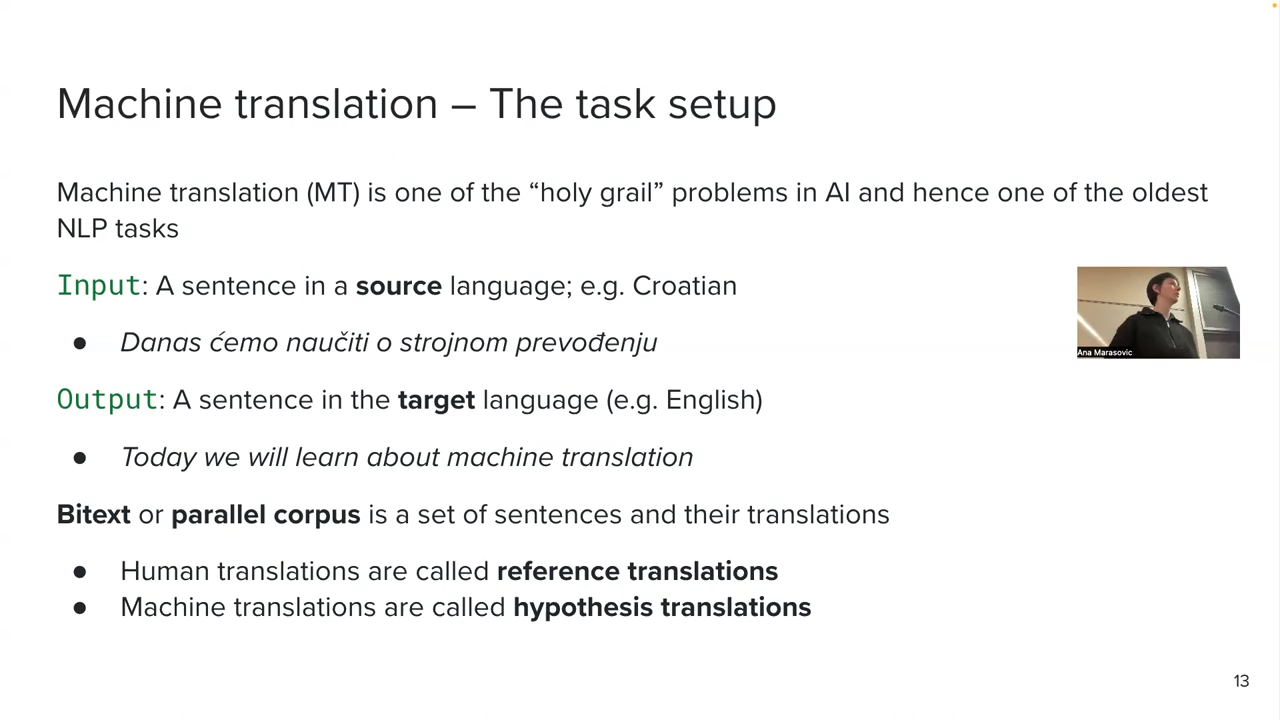 Machine translation – The task setup
Machine translation (MT) is one of the “holy grail” problems in AI and hence one of the oldest
NLP tasks
Input: A sentence in a source language; e.g. Croatian
● Danas ćemo naučiti o strojnom prevođenju
Ana Marasovic
Output: A sentence in the target language (e.g. English)
● Today we will learn about machine translation
Bitext or parallel corpus is a set of sentences and their translations
● Human translations are called reference translations
● Machine translations are called hypothesis translations
13